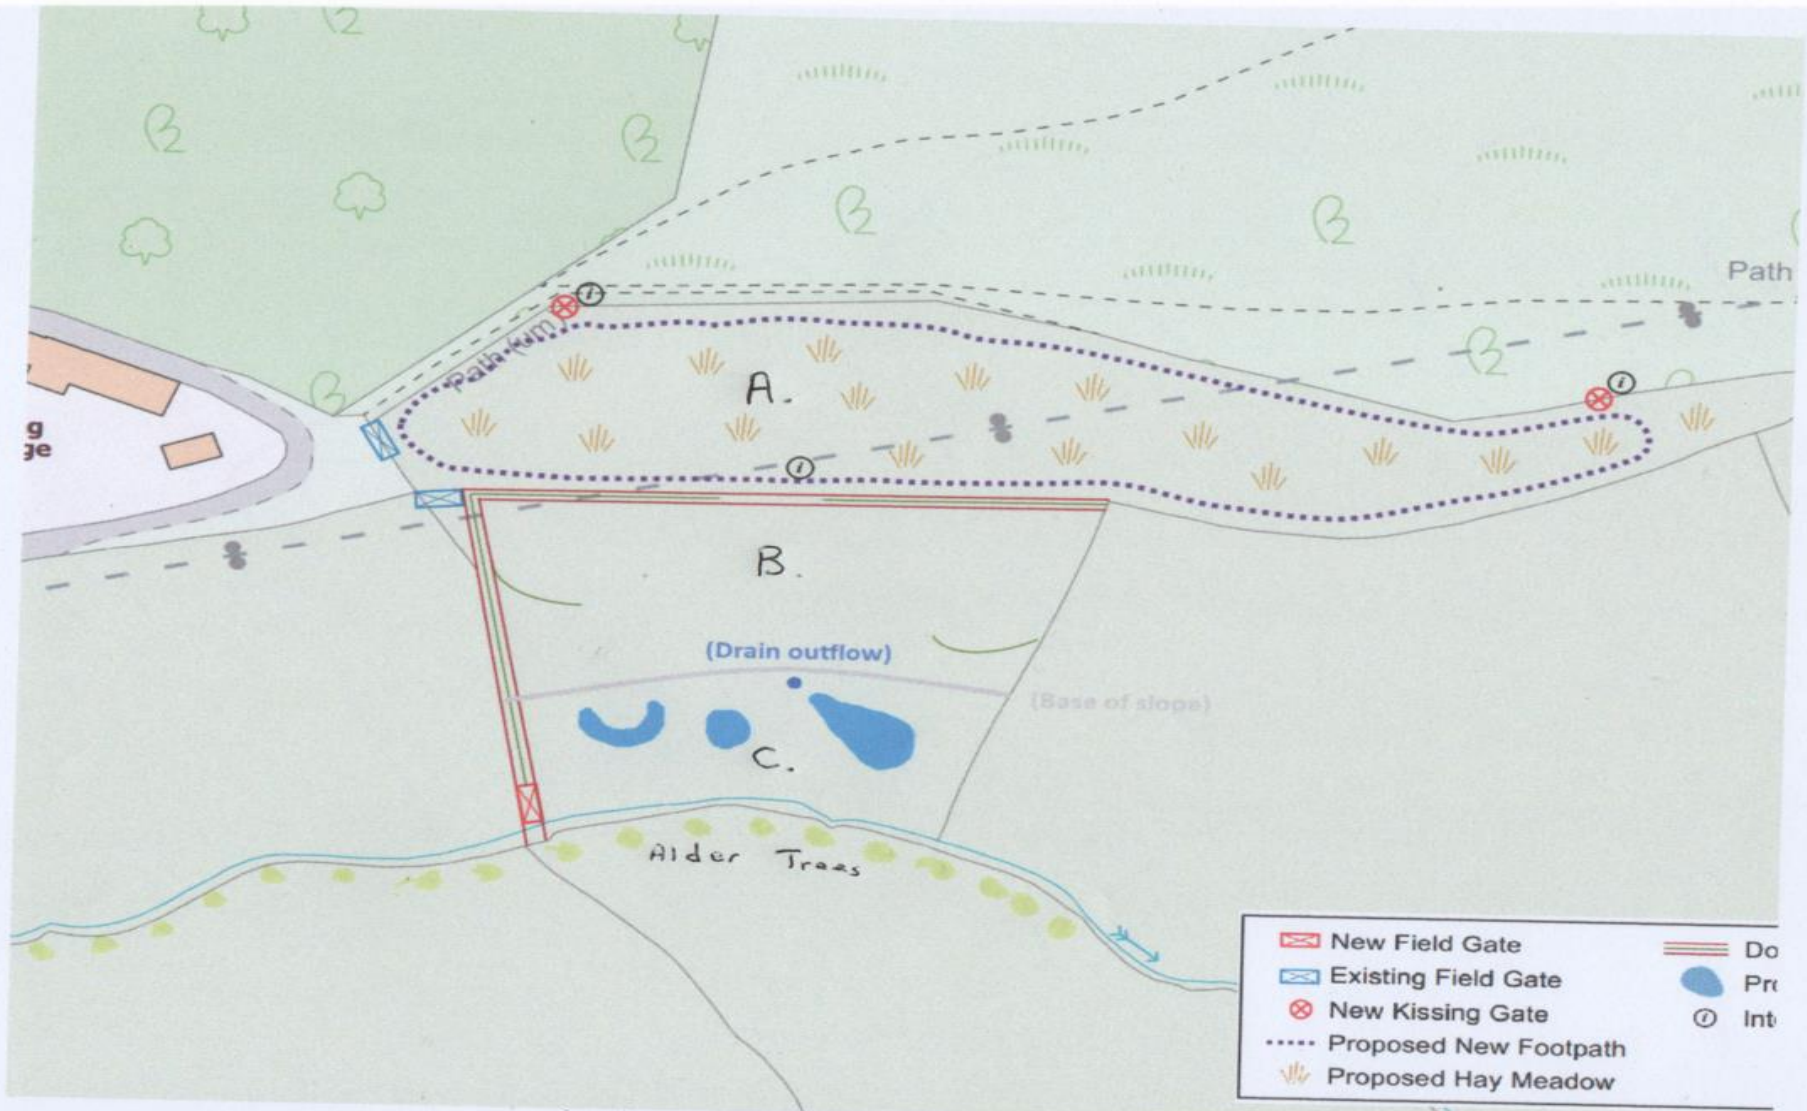 Path
Path (um)
g
ge
A.
B.
(Drain outflow)
(Base of slope)
C.
Alder Trees
New Field Gate
Do
Existing Field Gate
Pro
New Kissing Gate
Int
Proposed New Footpath
Proposed Hay Meadow